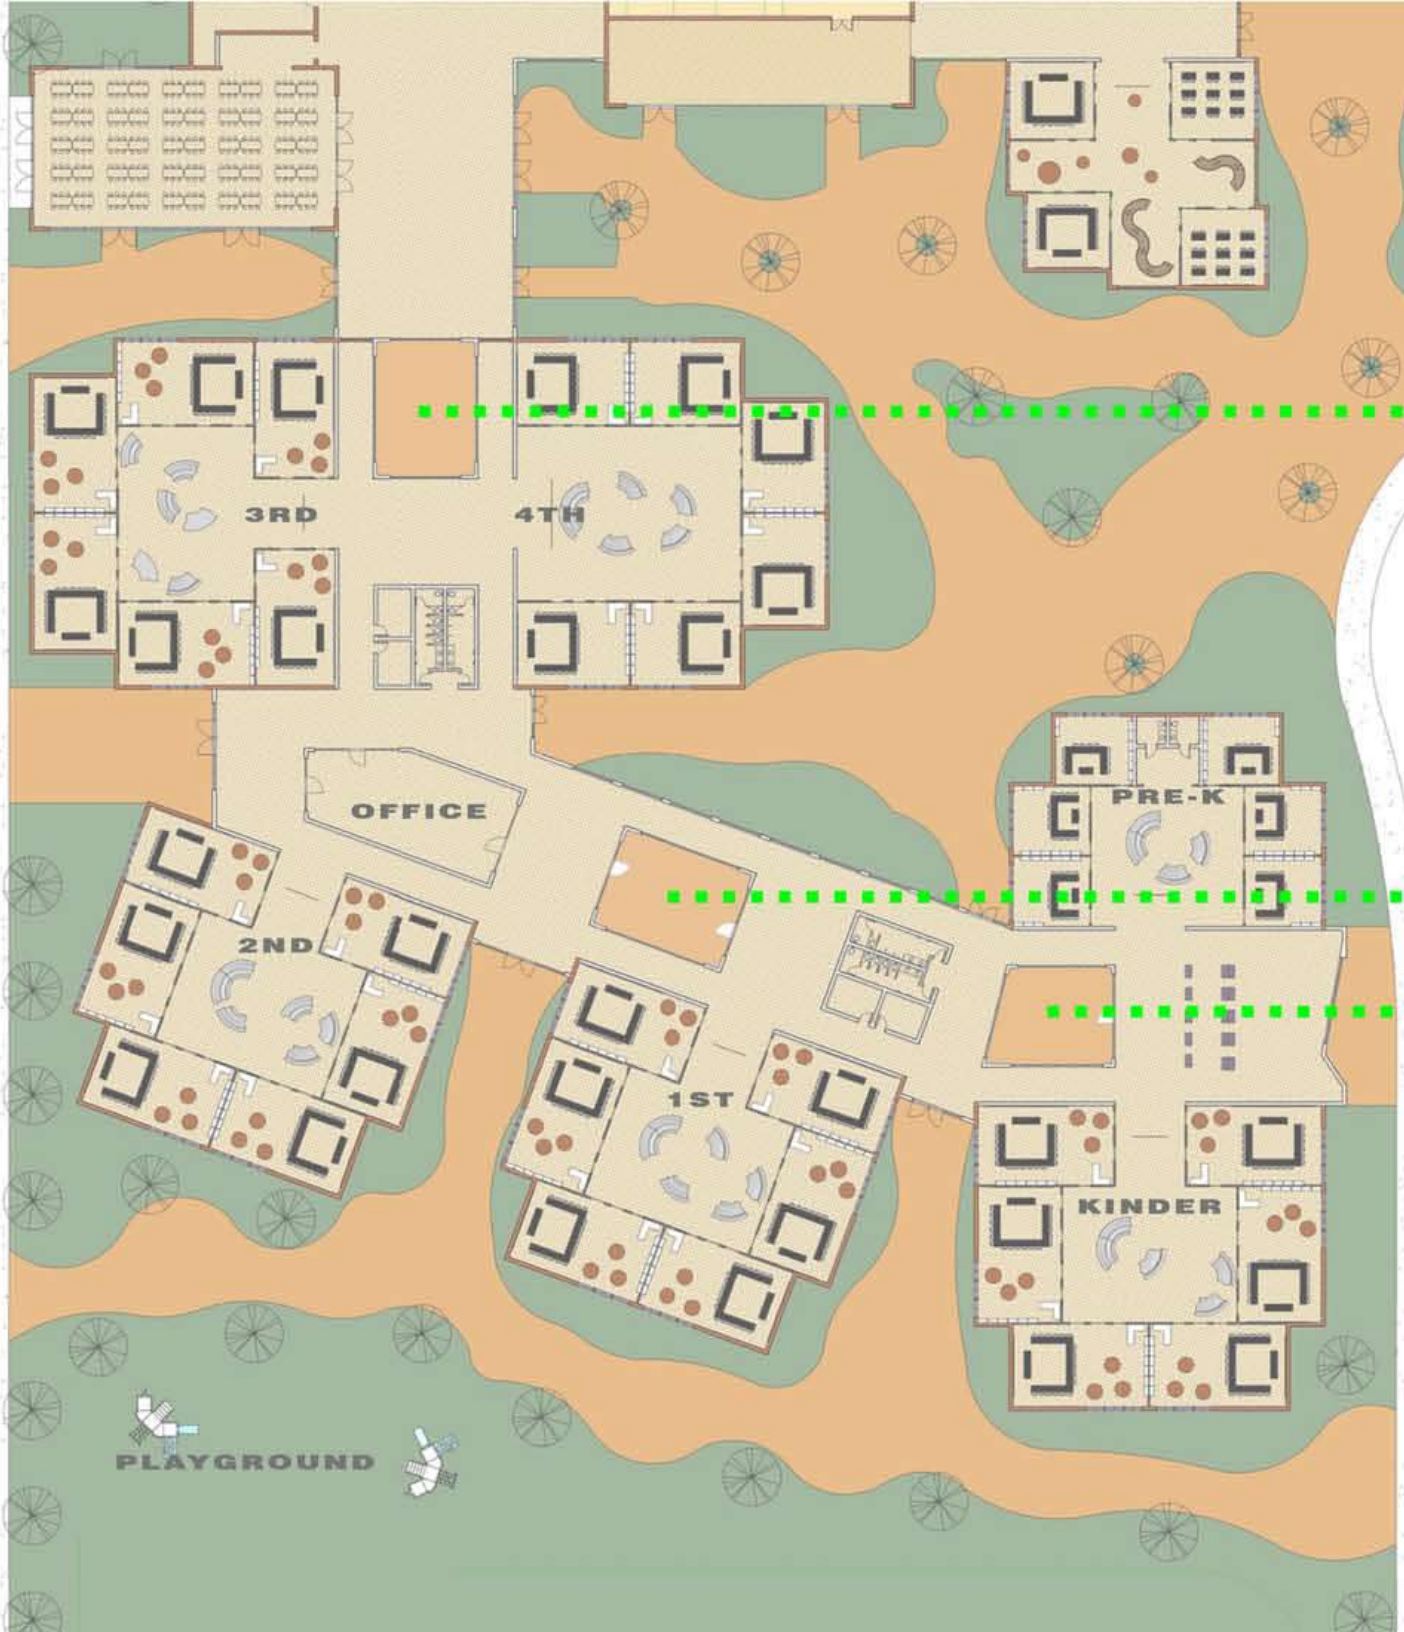 3RD
4TH
OFFICE
PRE-K
2ND
1ST
KINDER
PLAYGROUND